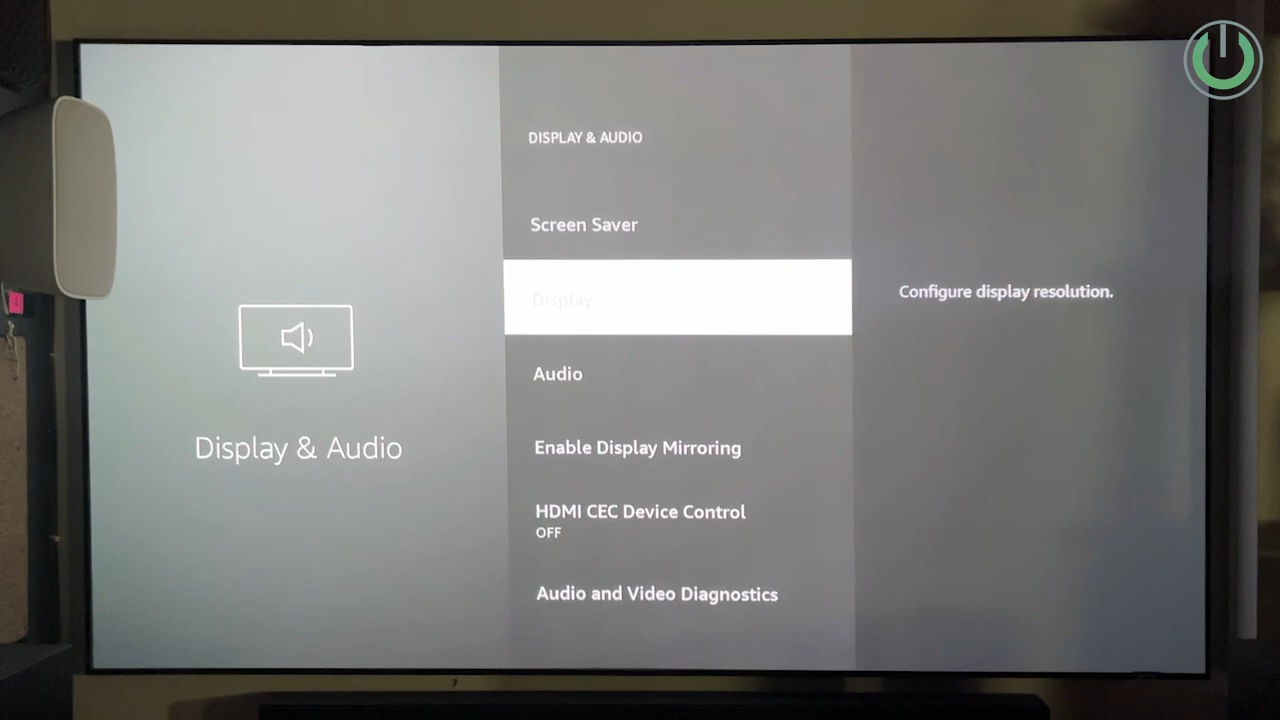 DISPLAY & AUDIO
Screen Saver
Display
Configure display resolution.
Audio
Display & Audio
Enable Display Mirroring
HDMI CEC Device Control
OFF
Audio and Video Diagnostics